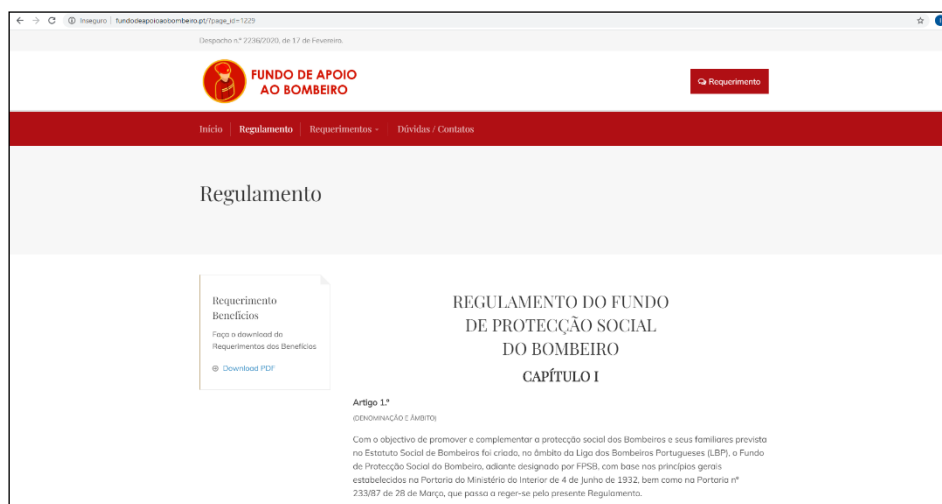 Inseguro | fundodeapoioaobombeiro.pt/?page_id=1229
Despacho n.º 2236/2020, de 17 de Fevereiro.
FUNDO DE APOIO
AO BOMBEIRO
Requerimento
Início
Regulamento
Requerimentos
Dúvidas / Contatos
Regulamento
Requerimento
Benefícios
Faça o download do
Requerimentos dos Benefícios
Download PDF
REGULAMENTO DO FUNDO
DE PROTECÇÃO SOCIAL
DO BOMBEIRO
CAPÍTULO I
Artigo 1.º
(DENOMINAÇÃO E ÂMBITO)
Com o objectivo de promover e complementar a protecção social dos Bombeiros e seus familiares prevista
no Estatuto Social de Bombeiros foi criada, no âmbito da Liga dos Bombeiros Portugueses (LBP), o Fundo
de Protecção Social do Bombeiro, adiante designado por FPSB, com base nos princípios gerais
estabelecidos na Portaria do Ministério do Interior de 4 de Junho de 1932, bem como na Portaria nº
233/87 de 28 de Março, que passa a reger-se pelo presente Regulamento.